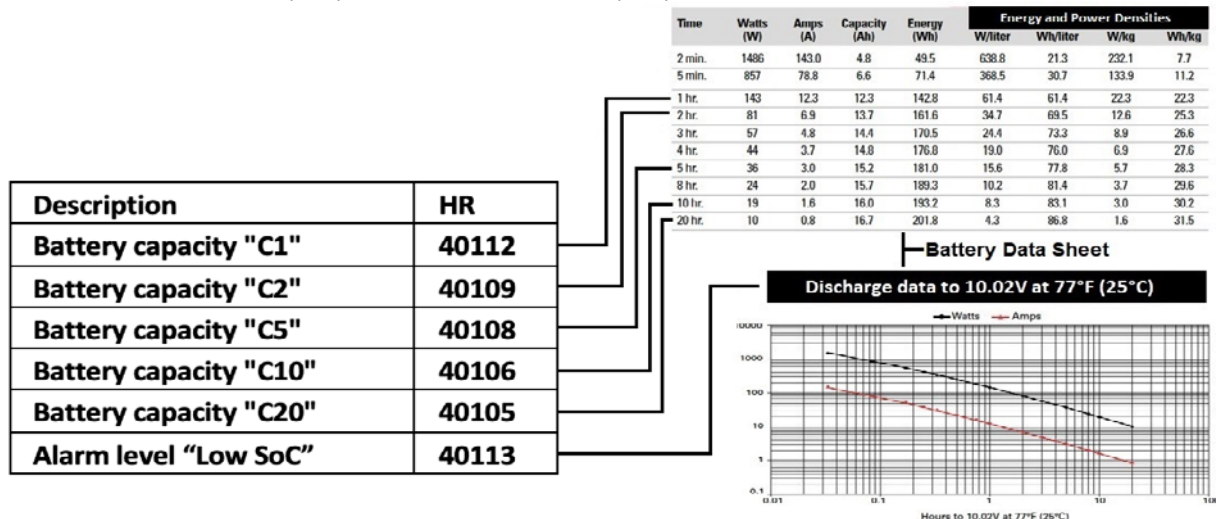 Time Watts (W) Amps (A) Capacity (Ah) Energy (Wh) Energy and Power Densities
W/liter Wh/liter W/kg Wh/kg
2 min. 1486 143.0 4.8 49.5 638.8 21.3 232.1 7.7
5 min. 857 78.8 6.6 71.4 368.5 30.7 133.9 11.2
1 hr. 143 12.3 12.3 142.8 61.4 61.4 22.3 22.3
2 hr. 81 6.9 13.7 161.6 34.7 69.5 12.6 25.3
3 hr. 57 4.8 14.4 170.5 24.4 73.3 8.9 26.6
4 hr. 44 3.7 14.8 176.8 19.0 76.0 6.9 27.6
5 hr. 36 3.0 15.2 181.0 15.6 77.8 5.7 28.3
8 hr. 24 2.0 15.7 189.3 10.2 81.4 3.7 29.6
10 hr. 19 1.6 16.0 193.2 8.3 83.1 3.0 30.2
20 hr. 10 0.8 16.7 201.8 4.3 86.8 1.6 31.5
Description HR
Battery capacity "C1" 40112
Battery capacity "C2" 40109
Battery capacity "C5" 40108
Battery capacity "C10" 40106
Battery capacity "C20" 40105
Alarm level “Low SoC” 40113
Battery Data Sheet
Discharge data to 10.02V at 77°F (25°C)
Watts Amps
10000
1000
100
10
1
0.1
0.01 0.1 1 10 100
Hours to 10.02V at 77°F (25°C)